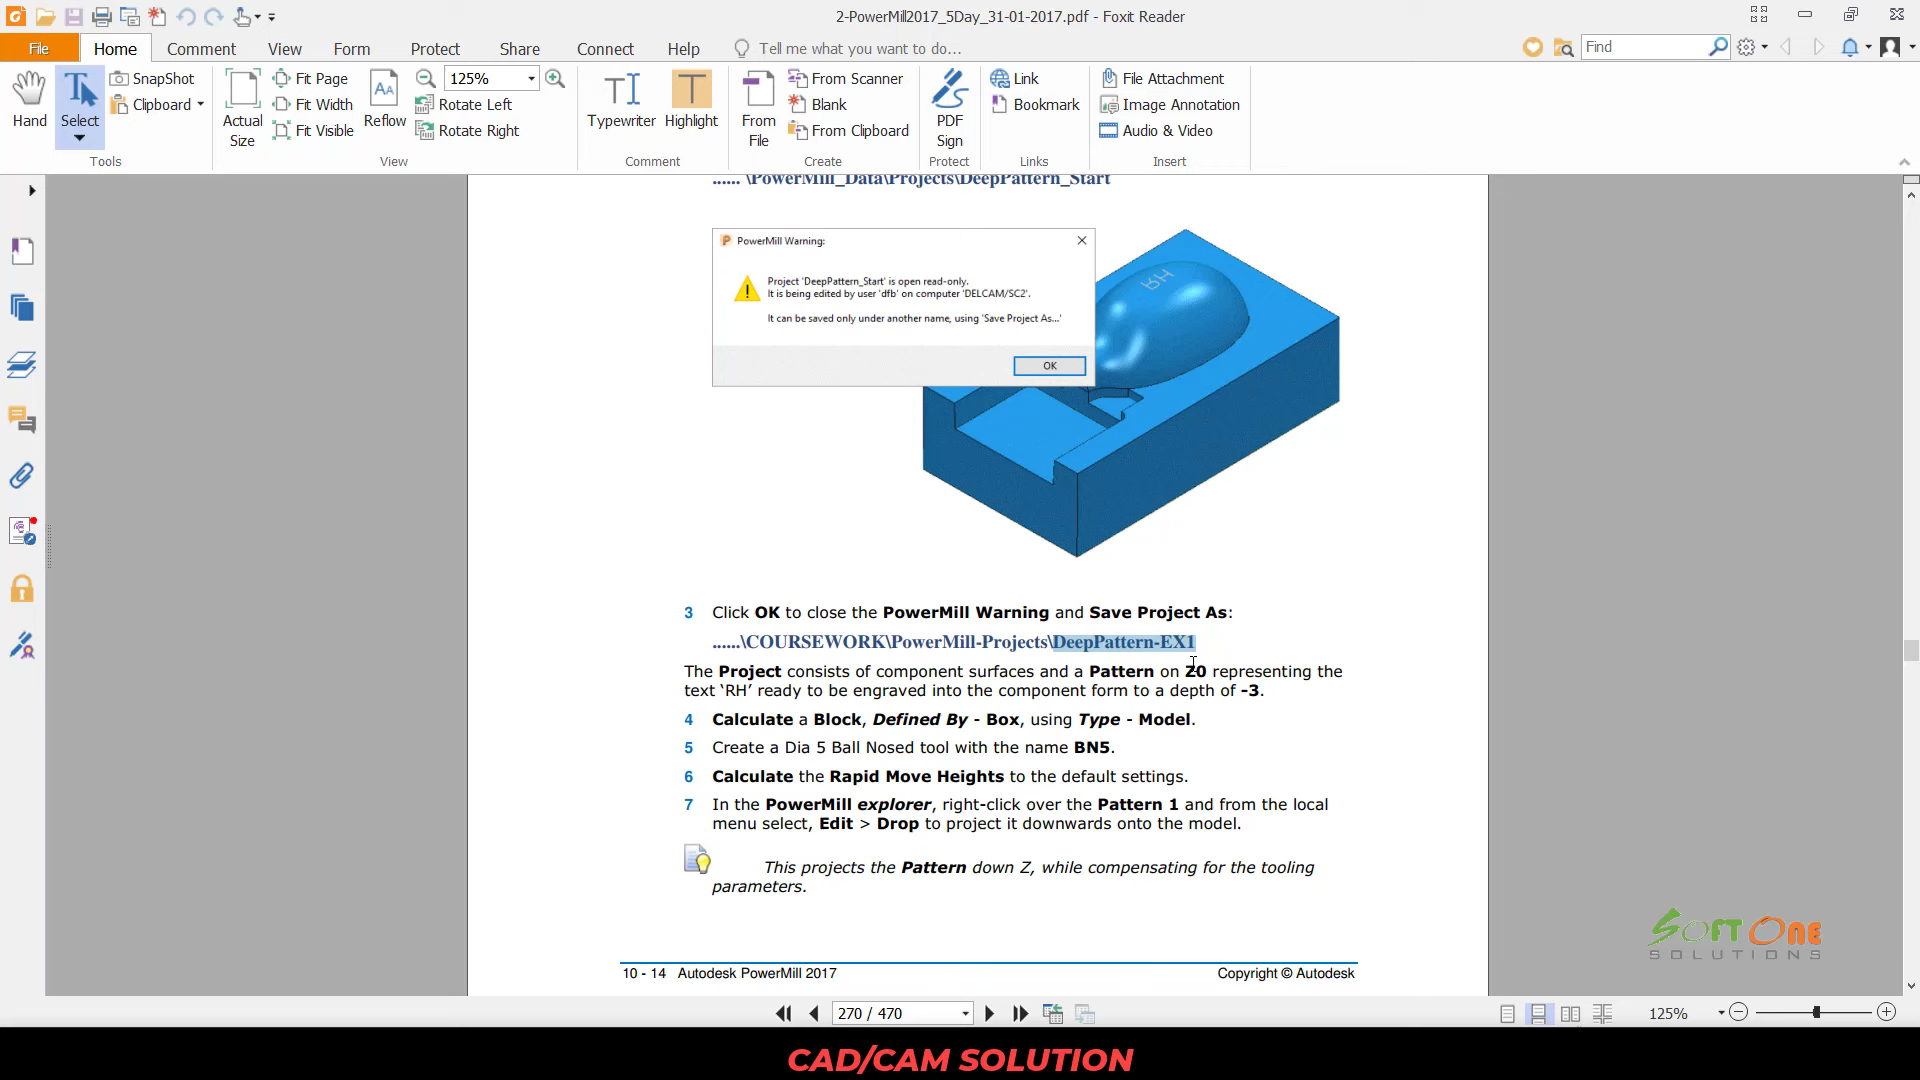 2-PowerMill2017_5Day_31-01-2017.pdf - Foxit Reader
File Home Comment View Form Protect Share Connect Help Tell me what you want to do... Find
Hand
Select
SnapShot
Clipboard
Tools
Actual Size
Fit Page
Fit Width
Fit Visible
Reflow
125%
Rotate Left
Rotate Right
View
Typewriter
Highlight
Comment
From File
From Scanner
Blank
From Clipboard
Create
PDF Sign
Protect
Link
Bookmark
Links
File Attachment
Image Annotation
Audio & Video
Insert
...... \PowerMill_Data\Projects\DeepPattern_Start
PowerMill Warning:
Project 'DeepPattern_Start' is open read-only.
It is being edited by user 'dfb' on computer 'DELCAM/SC2'.
It can be saved only under another name, using 'Save Project As...'
OK
RH
3 Click OK to close the PowerMill Warning and Save Project As:
......\COURSEWORK\PowerMill-Projects\DeepPattern-EX1
The Project consists of component surfaces and a Pattern on Z0 representing the
text ‘RH’ ready to be engraved into the component form to a depth of -3.
4 Calculate a Block, Defined By - Box, using Type - Model.
5 Create a Dia 5 Ball Nosed tool with the name BN5.
6 Calculate the Rapid Move Heights to the default settings.
7 In the PowerMill explorer, right-click over the Pattern 1 and from the local
menu select, Edit > Drop to project it downwards onto the model.
This projects the Pattern down Z, while compensating for the tooling
parameters.
10 - 14 Autodesk PowerMill 2017 Copyright © Autodesk
SOFT ONE
SOLUTIONS
270 / 470
125%
CAD/CAM SOLUTION